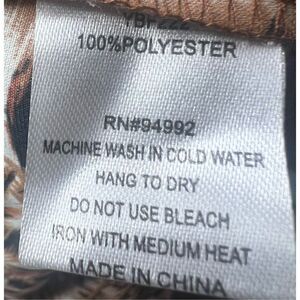 100%POLYESTER
RN#94992
MACHINE WASH IN COLD WATER
HANG TO DRY
DO NOT USE BLEACH
IRON WITH MEDIUM HEAT
MADE IN CHINA